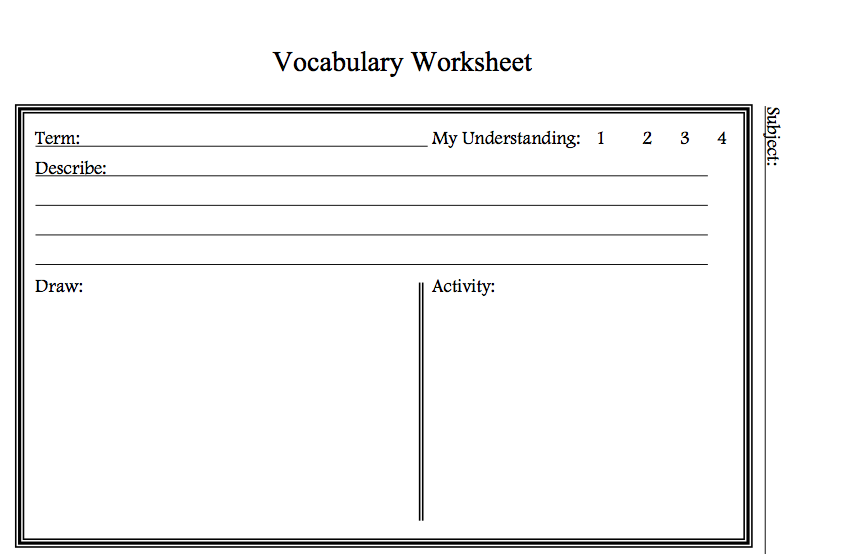 Vocabulary Worksheet
Term: My Understanding: 1 2 3 4
Describe:
Draw: Activity:
Subject: